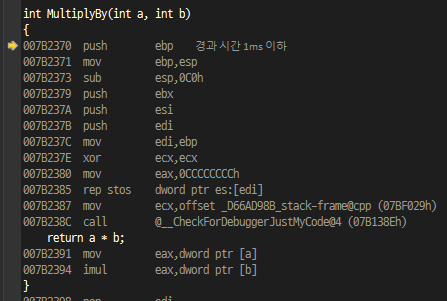 int MultiplyBy(int a, int b)
{
007B2370 push ebp 경과 시간 1ms 이하
007B2371 mov ebp,esp
007B2373 sub esp,0C0h
007B2379 push ebx
007B237A push esi
007B237B push edi
007B237C mov edi,ebp
007B237E xor ecx,ecx
007B2380 mov eax,0CCCCCCCCh
007B2385 rep stos dword ptr es:[edi]
007B2387 mov ecx,offset _D66AD98B_stack-frame@cpp (07BF029h)
007B238C call @__CheckForDebuggerJustMyCode@4 (07B138Eh)
return a * b;
007B2391 mov eax,dword ptr [a]
007B2394 imul eax,dword ptr [b]
}
007B2398 pop edi